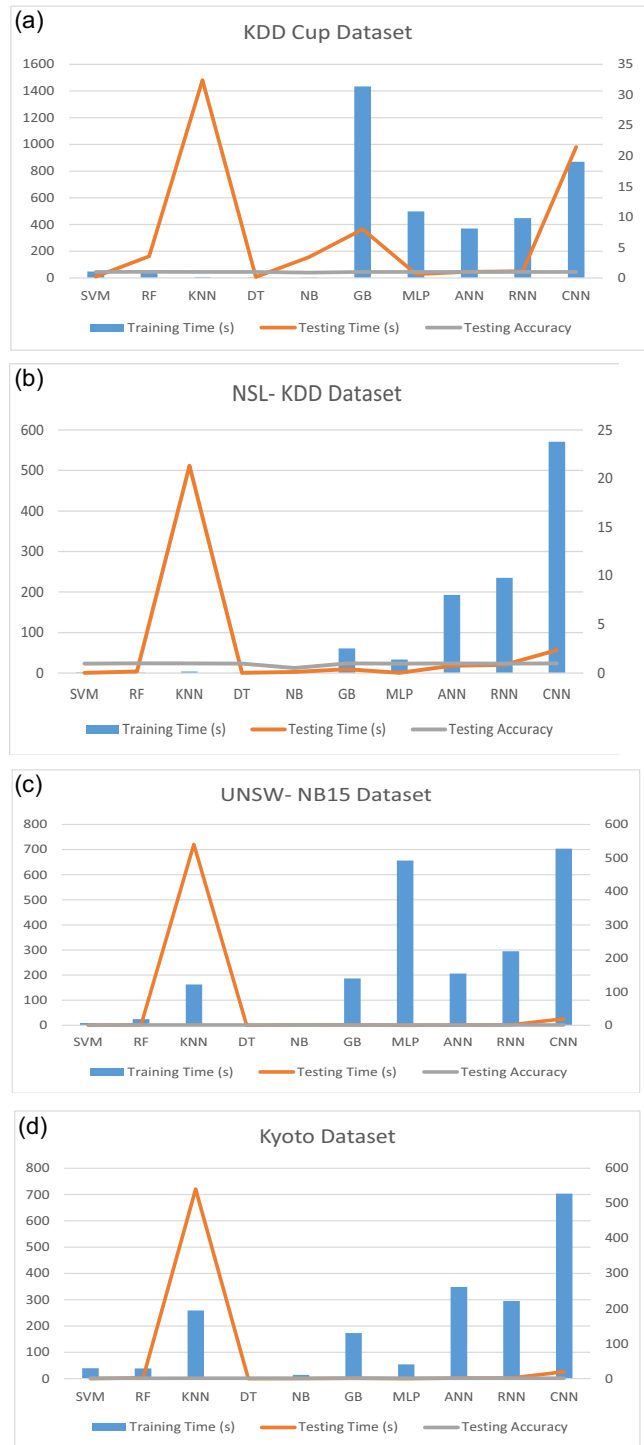 (a)
KDD Cup Dataset
1600 35
1400 30
1200 25
1000 20
800 15
600 10
400 5
200 0
0
SVM RF KNN DT NB GB MLP ANN RNN CNN
Training Time (s) Testing Time (s) Testing Accuracy
(b)
NSL- KDD Dataset
600 25
500 20
400 15
300 10
200 5
100 0
0
SVM RF KNN DT NB GB MLP ANN RNN CNN
Training Time (s) Testing Time (s) Testing Accuracy
(c)
UNSW- NB15 Dataset
800 600
700 500
600 400
500 300
400 200
300 100
200 0
100
0
SVM RF KNN DT NB GB MLP ANN RNN CNN
Training Time (s) Testing Time (s) Testing Accuracy
(d)
Kyoto Dataset
800 600
700 500
600 400
500 300
400 200
300 100
200 0
100
0
SVM RF KNN DT NB GB MLP ANN RNN CNN
Training Time (s) Testing Time (s) Testing Accuracy